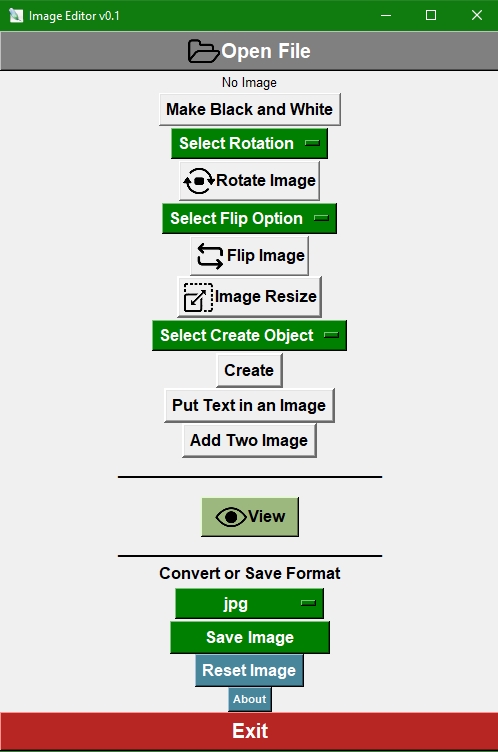 Image Editor v0.1
Open File
No Image
Make Black and White
Select Rotation
Rotate Image
Select Flip Option
Flip Image
Image Resize
Select Create Object
Create
Put Text in an Image
Add Two Image
View
Convert or Save Format
jpg
Save Image
Reset Image
About
Exit